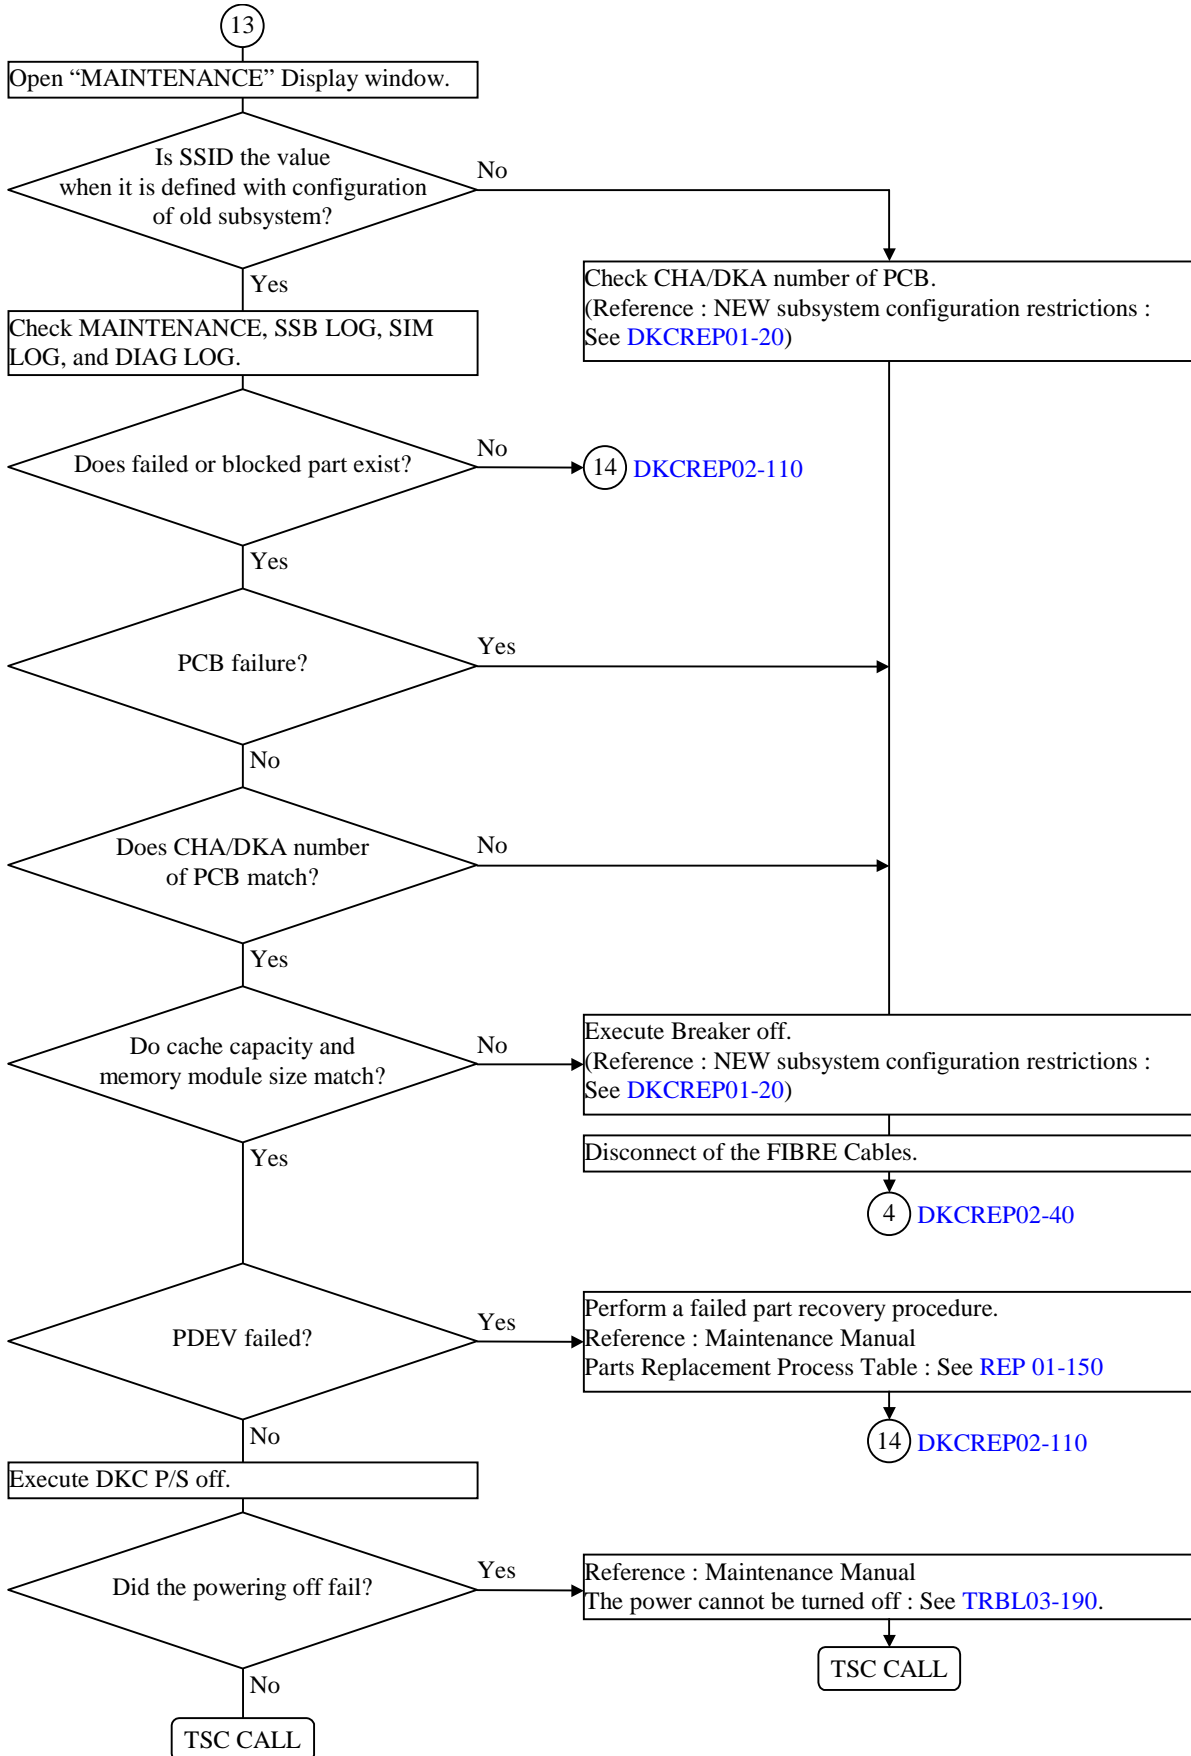 13
Open “MAINTENANCE” Display window.
Is SSID the value
when it is defined with configuration
of old subsystem?
No
Yes
Check CHA/DKA number of PCB.
(Reference : NEW subsystem configuration restrictions :
See DKCREP01-20)
Check MAINTENANCE, SSB LOG, SIM
LOG, and DIAG LOG.
Does failed or blocked part exist?
No
14 DKCREP02-110
Yes
PCB failure?
Yes
No
Does CHA/DKA number
of PCB match?
No
Yes
Do cache capacity and
memory module size match?
No
Execute Breaker off.
(Reference : NEW subsystem configuration restrictions :
See DKCREP01-20)
Yes
Disconnect of the FIBRE Cables.
4 DKCREP02-40
PDEV failed?
Yes
Perform a failed part recovery procedure.
Reference : Maintenance Manual
Parts Replacement Process Table : See REP 01-150
14 DKCREP02-110
No
Execute DKC P/S off.
Did the powering off fail?
Yes
Reference : Maintenance Manual
The power cannot be turned off : See TRBL03-190.
TSC CALL
No
TSC CALL